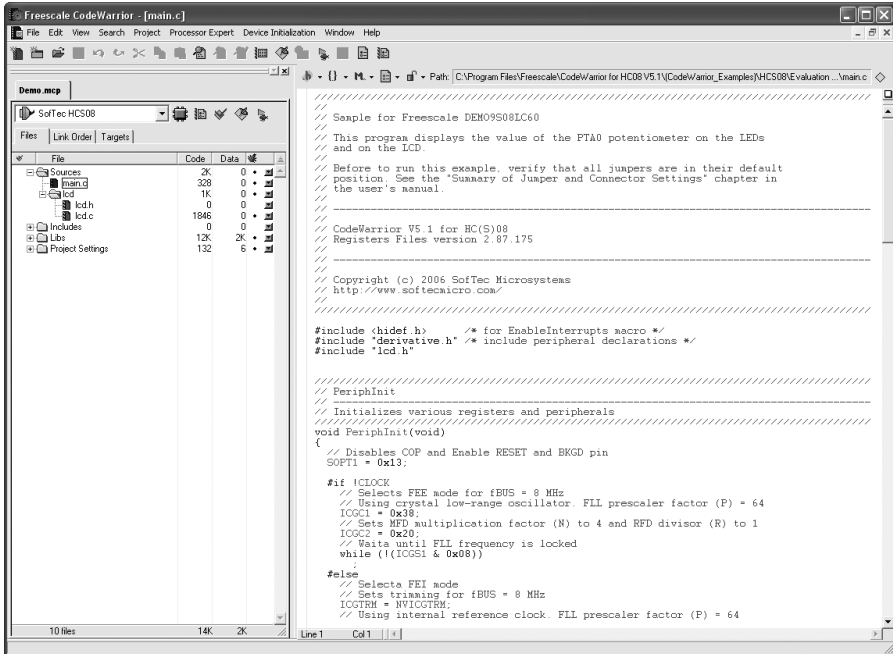 Freescale CodeWarrior - [main.c]
File Edit View Search Project Processor Expert Device Initialization Window Help
Path: C:\Program Files\Freescale\CodeWarrior for HC08 V5.1\(CodeWarrior_Examples)\HCS08\Evaluation ...\main.c
Demo.mcp
SofTec HCS08
Files Link Order Targets
File Code Data
Sources 2K 0
main.c 328 0
lcd 1K 0
lcd.h 0 0
lcd.c 1846 0
Includes 0 0
Libs 12K 2K
Project Settings 132 6
10 files 14K 2K
////////////////////////////////////////////////////////////////////////////////
//
// Sample for Freescale DEMO9S08LC60
//
// This program displays the value of the PTA0 potentiometer on the LEDs
// and on the LCD.
//
// Before to run this example, verify that all jumpers are in their default
// position. See the "Summary of Jumper and Connector Settings" chapter in
// the user's manual.
//
// -----------------------------------------------------------------------------
//
// CodeWarrior V5.1 for HC(S)08
// Registers Files version 2.87.175
//
// -----------------------------------------------------------------------------
//
// Copyright (c) 2006 SofTec Microsystems
// http://www.softecmicro.com/
//
////////////////////////////////////////////////////////////////////////////////
#include <hidef.h> /* for EnableInterrupts macro */
#include "derivative.h" /* include peripheral declarations */
#include "lcd.h"
////////////////////////////////////////////////////////////////////////////////
// PeriphInit
// -----------------------------------------------------------------------------
// Initializes various registers and peripherals
////////////////////////////////////////////////////////////////////////////////
void PeriphInit(void)
{
// Disables COP and Enable RESET and BKGD pin
SOPT1 = 0x13;
#if !CLOCK
// Selects FEE mode for fBUS = 8 MHz
// Using crystal low-range oscillator. FLL prescaler factor (P) = 64
ICGC1 = 0x38;
// Sets MFD multiplication factor (N) to 4 and RFD divisor (R) to 1
ICGC2 = 0x20;
// Waita until FLL frequency is locked
while (!(ICGS1 & 0x08))
;
#else
// Selecta FEI mode
// Sets trimming for fBUS = 8 MHz
ICGTRM = NVICGTRM;
// Using internal reference clock. FLL prescaler factor (P) = 64
Line 1 Col 1